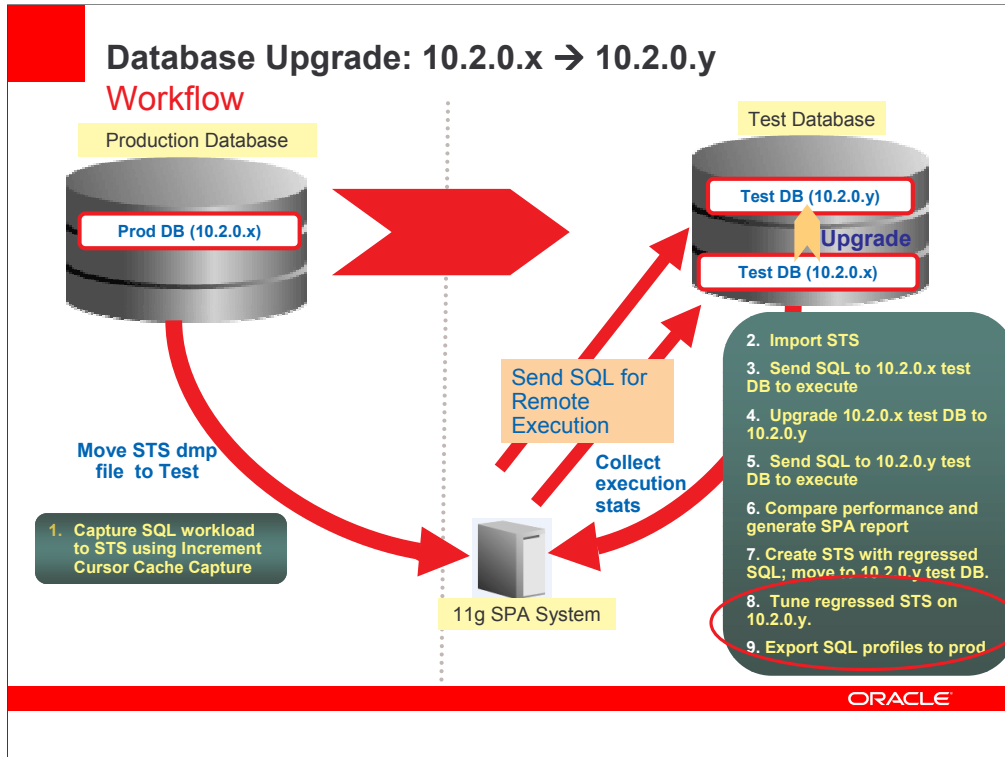 Database Upgrade: 10.2.0.x → 10.2.0.y
Workflow
Production Database
Prod DB (10.2.0.x)
Test Database
Test DB (10.2.0.y)
Upgrade
Test DB (10.2.0.x)
Send SQL for
Remote
Execution
Move STS dmp
file to Test
Collect
execution
stats
1. Capture SQL workload
to STS using Increment
Cursor Cache Capture
11g SPA System
2. Import STS
3. Send SQL to 10.2.0.x test
DB to execute
4. Upgrade 10.2.0.x test DB to
10.2.0.y
5. Send SQL to 10.2.0.y test
DB to execute
6. Compare performance and
generate SPA report
7. Create STS with regressed
SQL; move to 10.2.0.y test DB.
8. Tune regressed STS on
10.2.0.y.
9. Export SQL profiles to prod
ORACLE